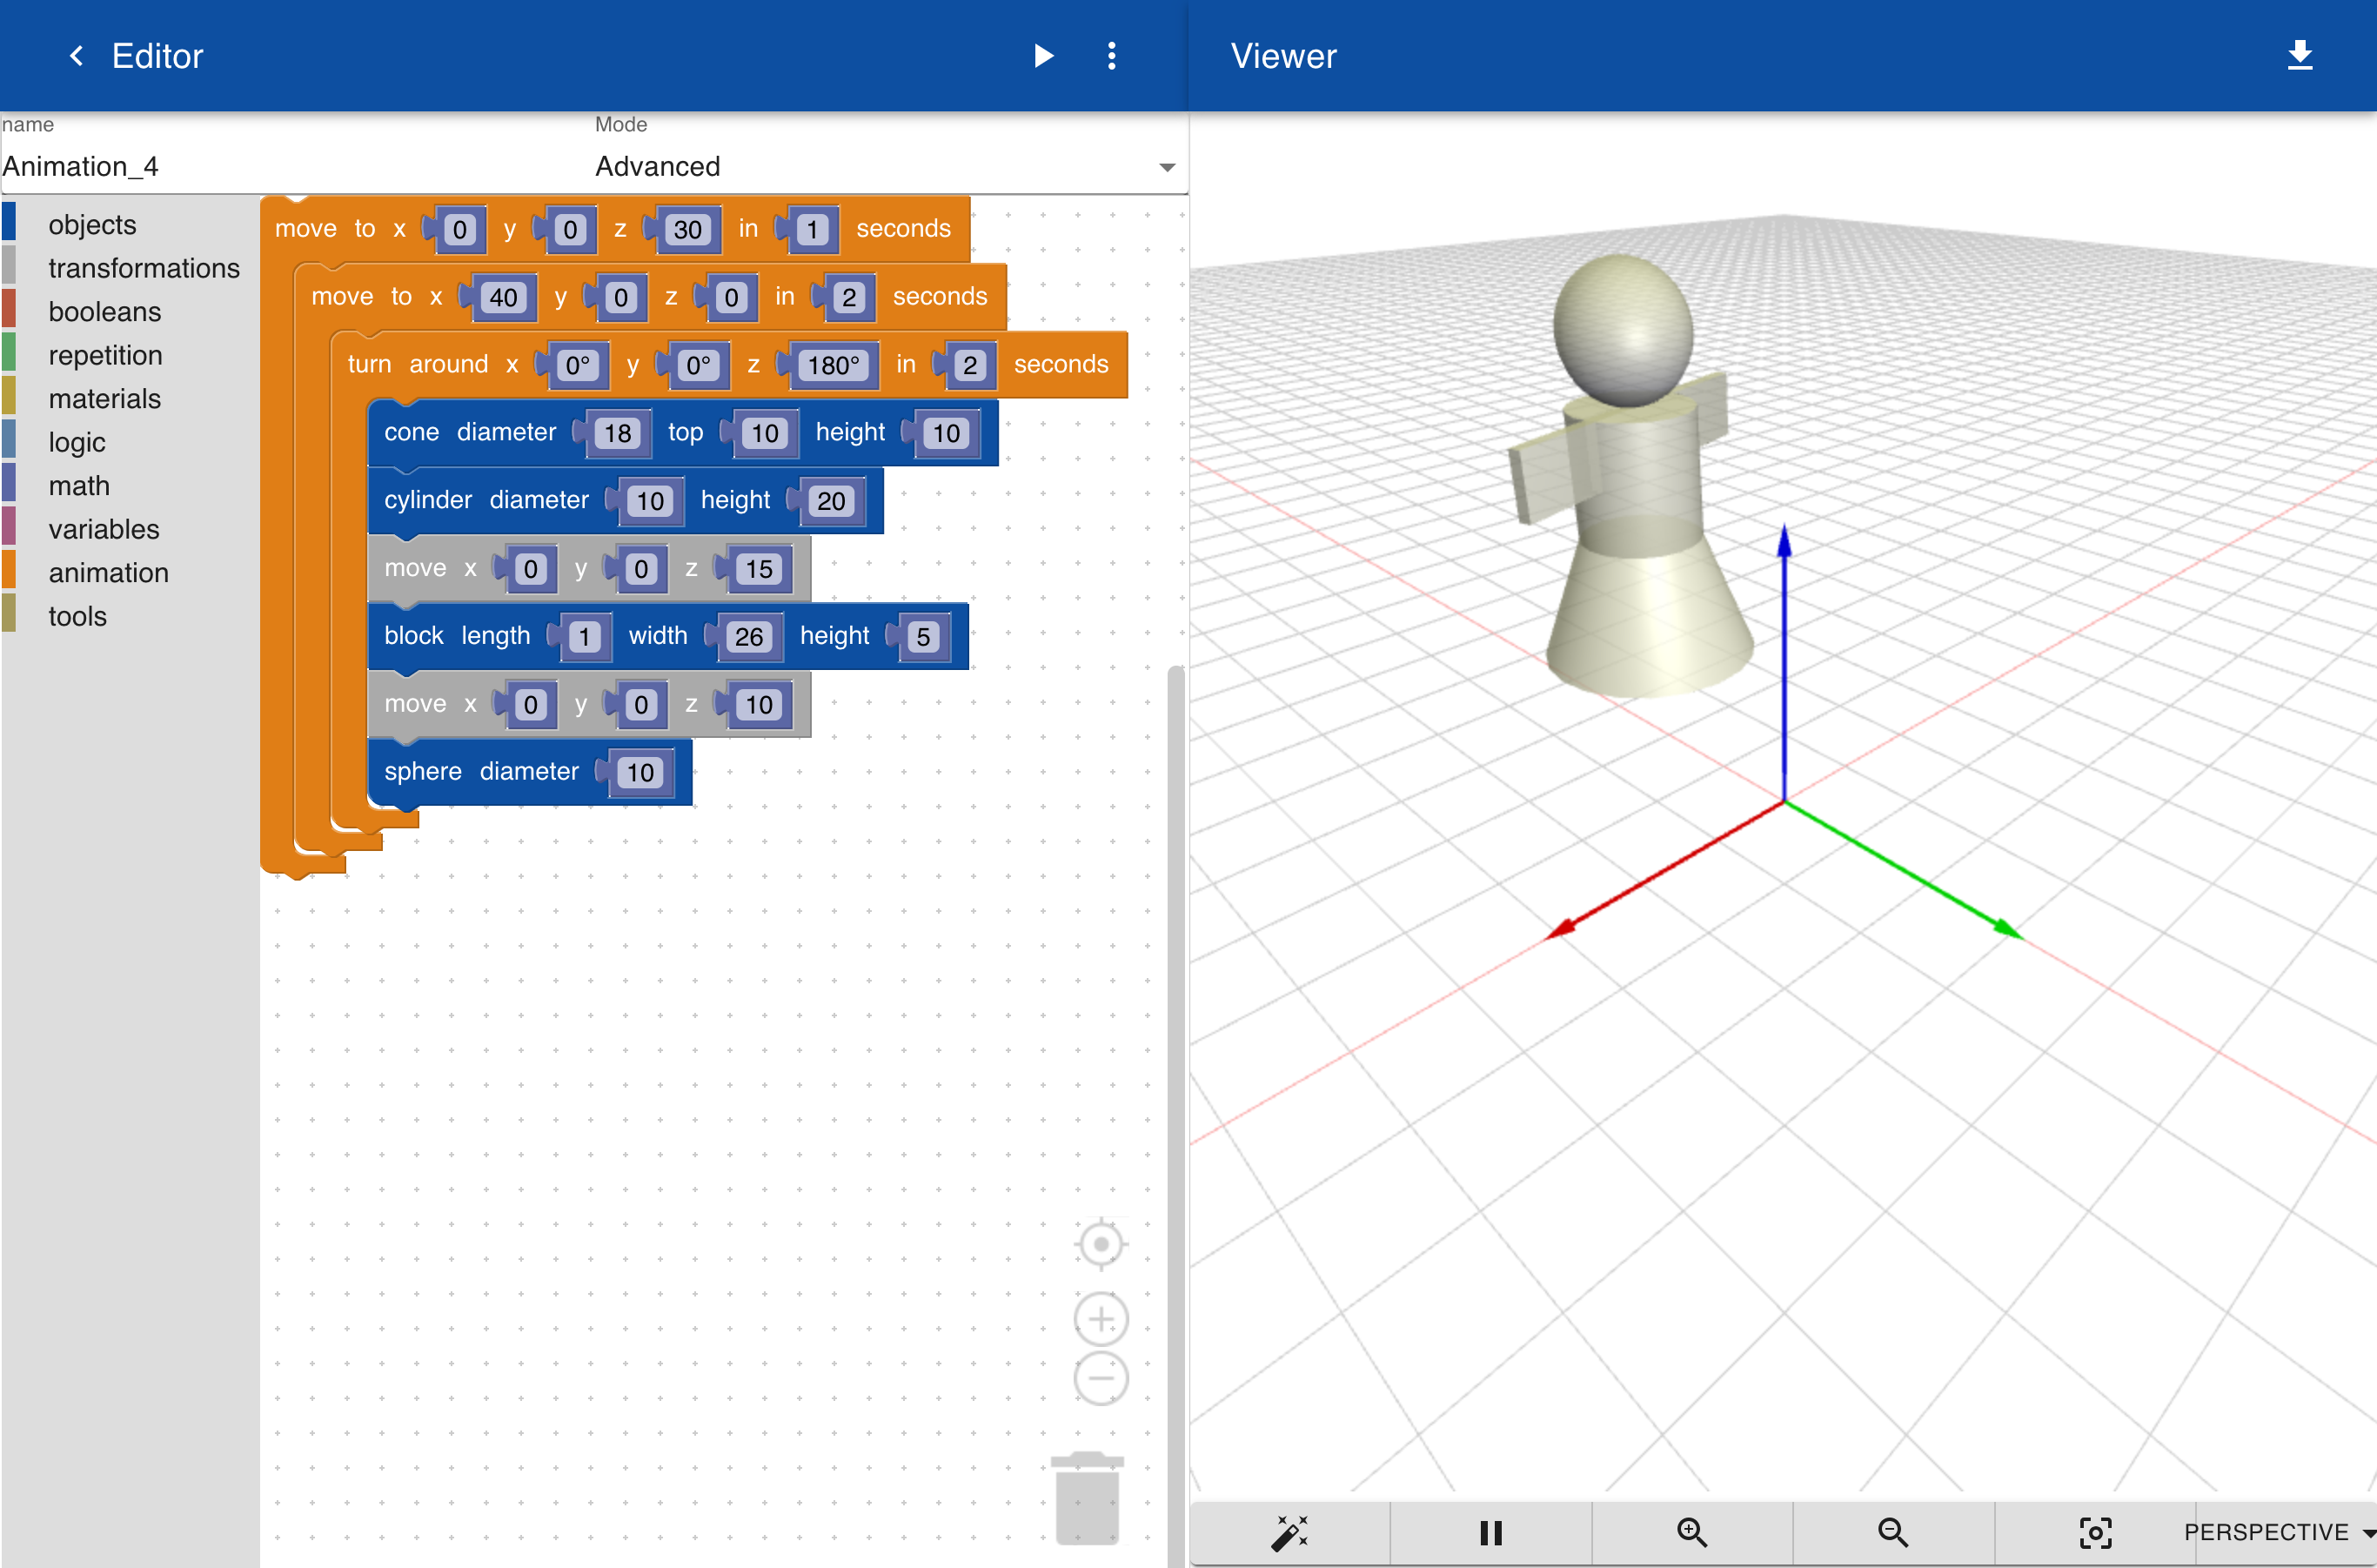 Editor
Viewer
name
Mode
Animation_4
Advanced
objects
transformations
booleans
repetition
materials
logic
math
variables
animation
tools
move to x 0 y 0 z 30 in 1 seconds
move to x 40 y 0 z 0 in 2 seconds
turn around x 0° y 0° z 180° in 2 seconds
cone diameter 18 top 10 height 10
cylinder diameter 10 height 20
move x 0 y 0 z 15
block length 1 width 26 height 5
move x 0 y 0 z 10
sphere diameter 10
PERSPECTIVE